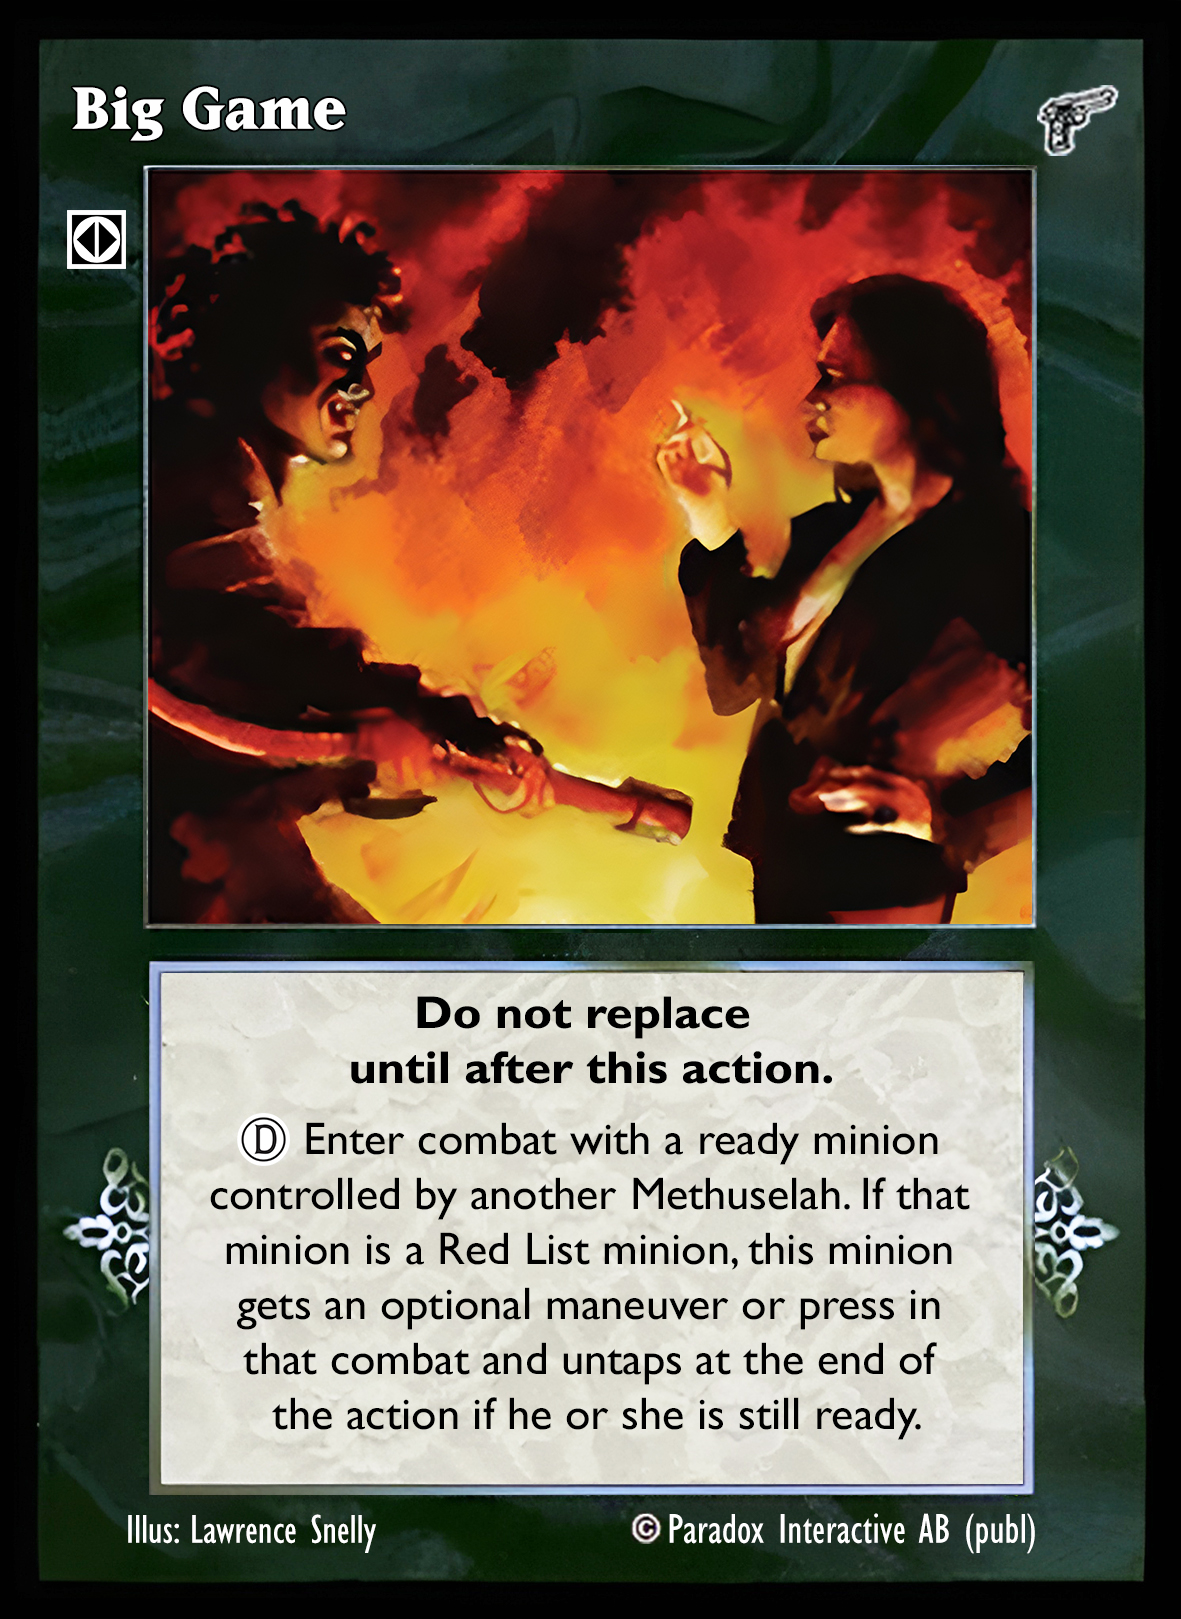 Big Game
Do not replace
until after this action.
Ⓓ Enter combat with a ready minion
controlled by another Methuselah. If that
minion is a Red List minion, this minion
gets an optional maneuver or press in
that combat and untaps at the end of
the action if he or she is still ready.
Illus: Lawrence Snelly
© Paradox Interactive AB (publ)